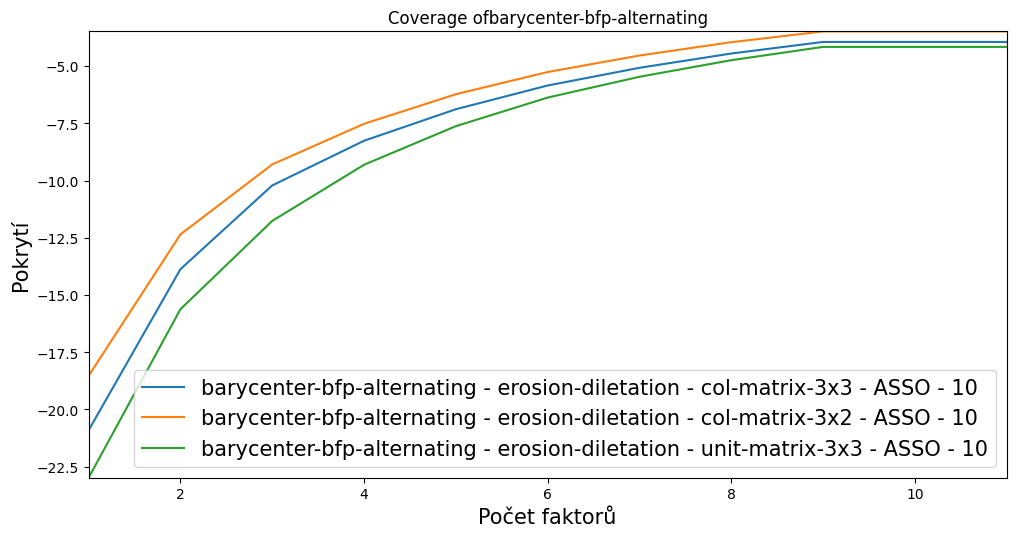 Coverage ofbarycenter-bfp-alternating
Pokrytí
−5.0
−7.5
−10.0
−12.5
−15.0
−17.5
−20.0
−22.5
barycenter-bfp-alternating - erosion-diletation - col-matrix-3x3 - ASSO - 10
barycenter-bfp-alternating - erosion-diletation - col-matrix-3x2 - ASSO - 10
barycenter-bfp-alternating - erosion-diletation - unit-matrix-3x3 - ASSO - 10
2 4 6 8 10
Počet faktorů